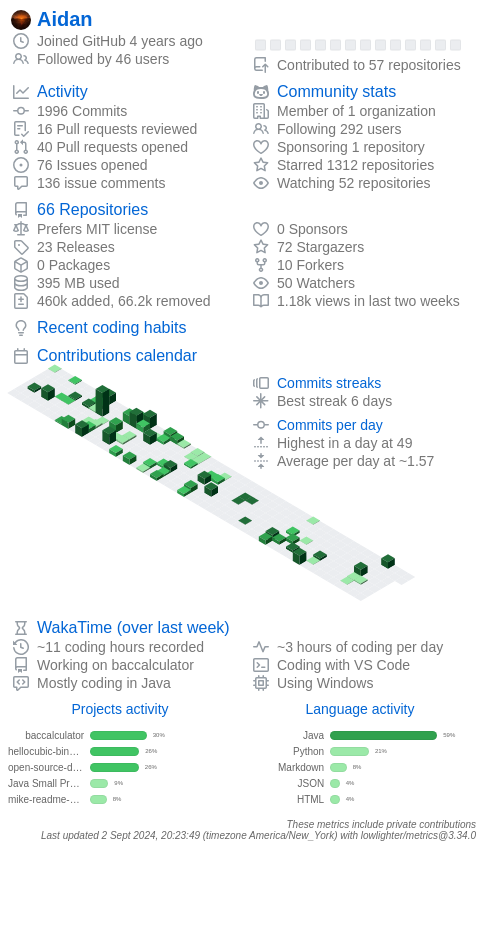 Aidan
Joined GitHub 4 years ago
Followed by 46 users
Contributed to 57 repositories
Activity
1996 Commits
16 Pull requests reviewed
40 Pull requests opened
76 Issues opened
136 issue comments
Community stats
Member of 1 organization
Following 292 users
Sponsoring 1 repository
Starred 1312 repositories
Watching 52 repositories
66 Repositories
Prefers MIT license
23 Releases
0 Packages
395 MB used
460k added, 66.2k removed
0 Sponsors
72 Stargazers
10 Forkers
50 Watchers
1.18k views in last two weeks
Recent coding habits
Contributions calendar
Commits streaks
Best streak 6 days
Commits per day
Highest in a day at 49
Average per day at ~1.57
WakaTime (over last week)
~11 coding hours recorded
Working on baccalculator
Mostly coding in Java
~3 hours of coding per day
Coding with VS Code
Using Windows
Projects activity
baccalculator 30%
hellocubic-bin... 26%
open-source-d... 26%
Java Small Pr... 9%
mike-readme-... 8%
Language activity
Java 59%
Python 21%
Markdown 8%
JSON 4%
HTML 4%
These metrics include private contributions
Last updated 2 Sept 2024, 20:23:49 (timezone America/New_York) with lowlighter/metrics@3.34.0